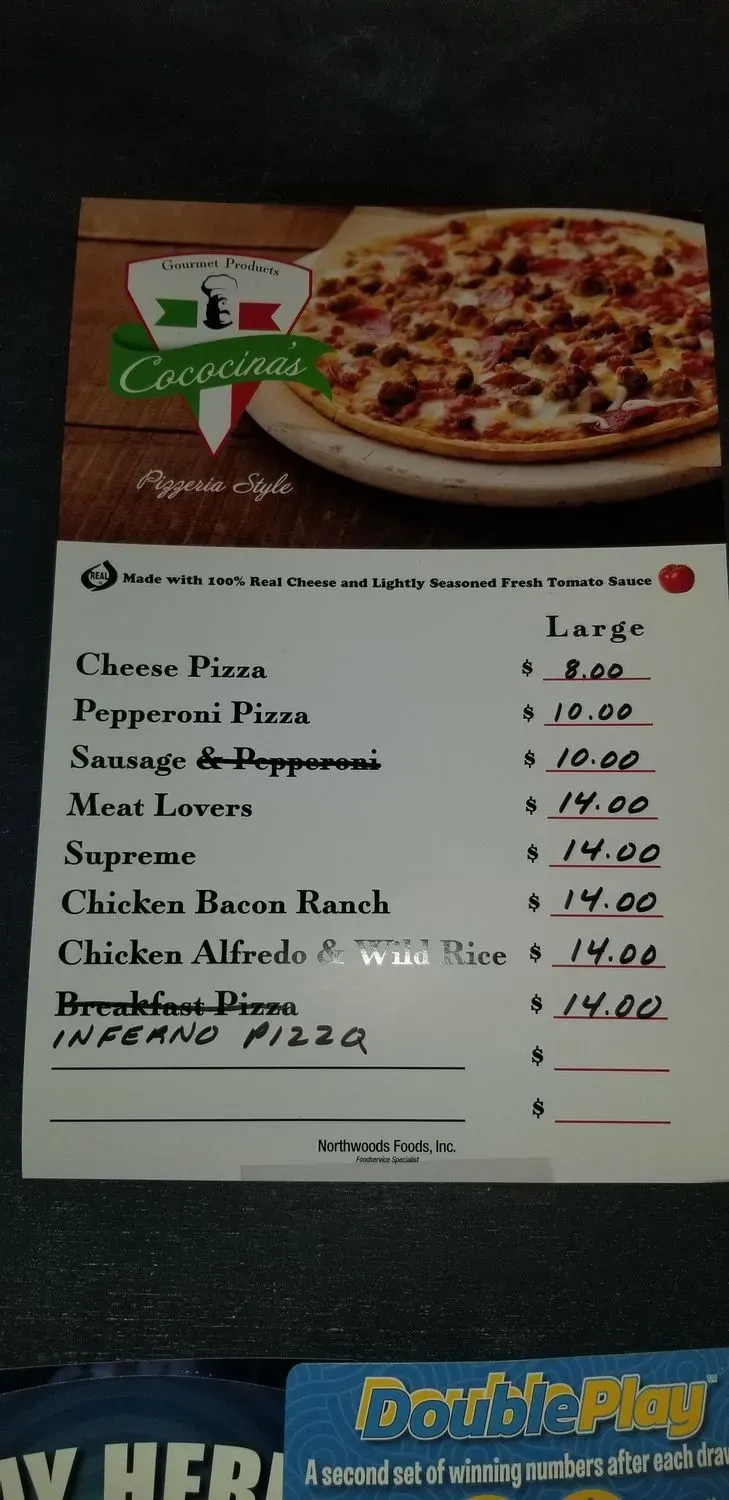 Gourmet Products
Cococina's
Pizzeria Style
REAL Made with 100% Real Cheese and Lightly Seasoned Fresh Tomato Sauce
Large
Cheese Pizza $ 8.00
Pepperoni Pizza $ 10.00
Sausage & Pepperoni $ 10.00
Meat Lovers $ 14.00
Supreme $ 14.00
Chicken Bacon Ranch $ 14.00
Chicken Alfredo & Wild Rice $ 14.00
Breakfast Pizza $ 14.00
INFERNO PIZZA $
$
Northwoods Foods, Inc.
Foodservice Specialist
DoublePlay™
A second set of winning numbers after each